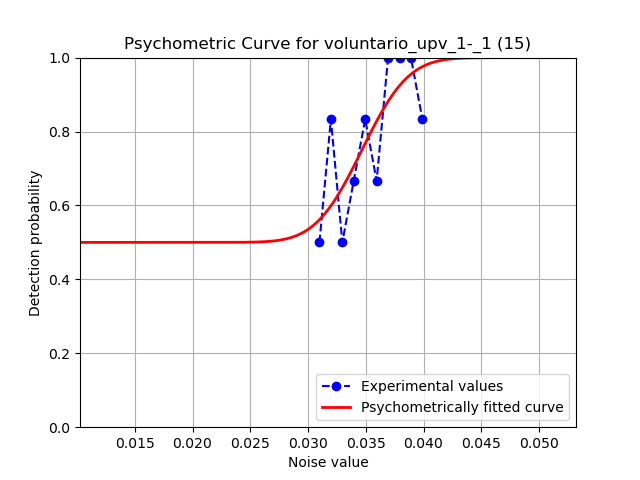 Psychometric Curve for voluntario_upv_1-_1 (15)
1.0
0.8
0.6
0.4
0.2
0.0
Detection probability
Experimental values
Psychometrically fitted curve
0.015 0.020 0.025 0.030 0.035 0.040 0.045 0.050
Noise value